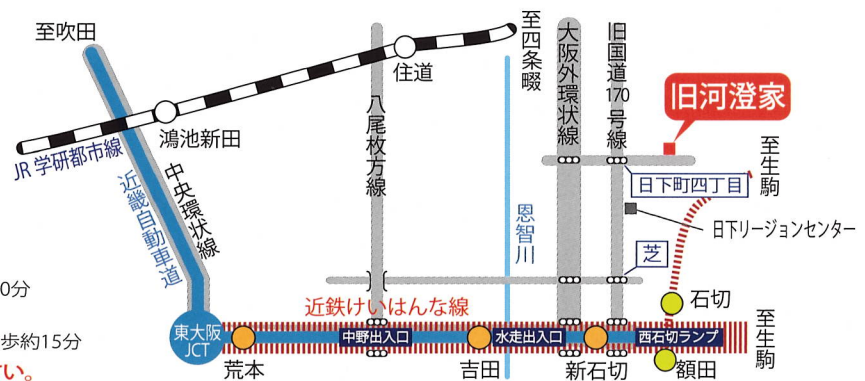 至吹田
至四条畷
大阪外環状線
旧国道170号線
旧河澄家
住道
鴻池新田
JR学研都市線
近畿自動車道
中央環状線
八尾枚方線
至生駒
日下町四丁目
日下リージョンセンター
恩智川
芝
0分
近鉄けいはんな線
石切
歩約15分
東大阪
JCT
荒本
中野出入口
吉田
水走出入口
新石切
西石切ランプ
額田
至生駒
さい。